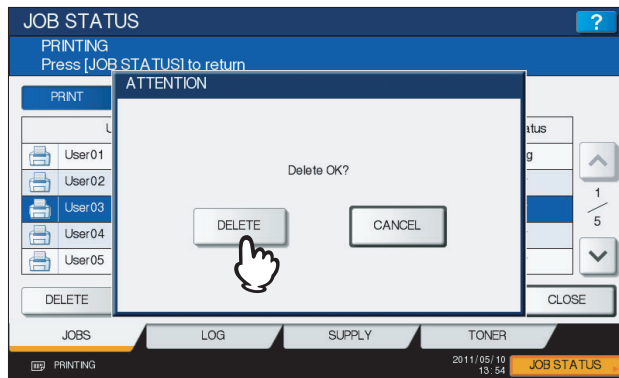 JOB STATUS
?
PRINTING
Press [JOB STATUS] to return
ATTENTION
PRINT
atus
User01
g
Delete OK?
User02
1
User03
5
DELETE
CANCEL
User04
User05
DELETE
CLOSE
JOBS
LOG
SUPPLY
TONER
PRINTING
2011/05/10
13:54
JOB STATUS